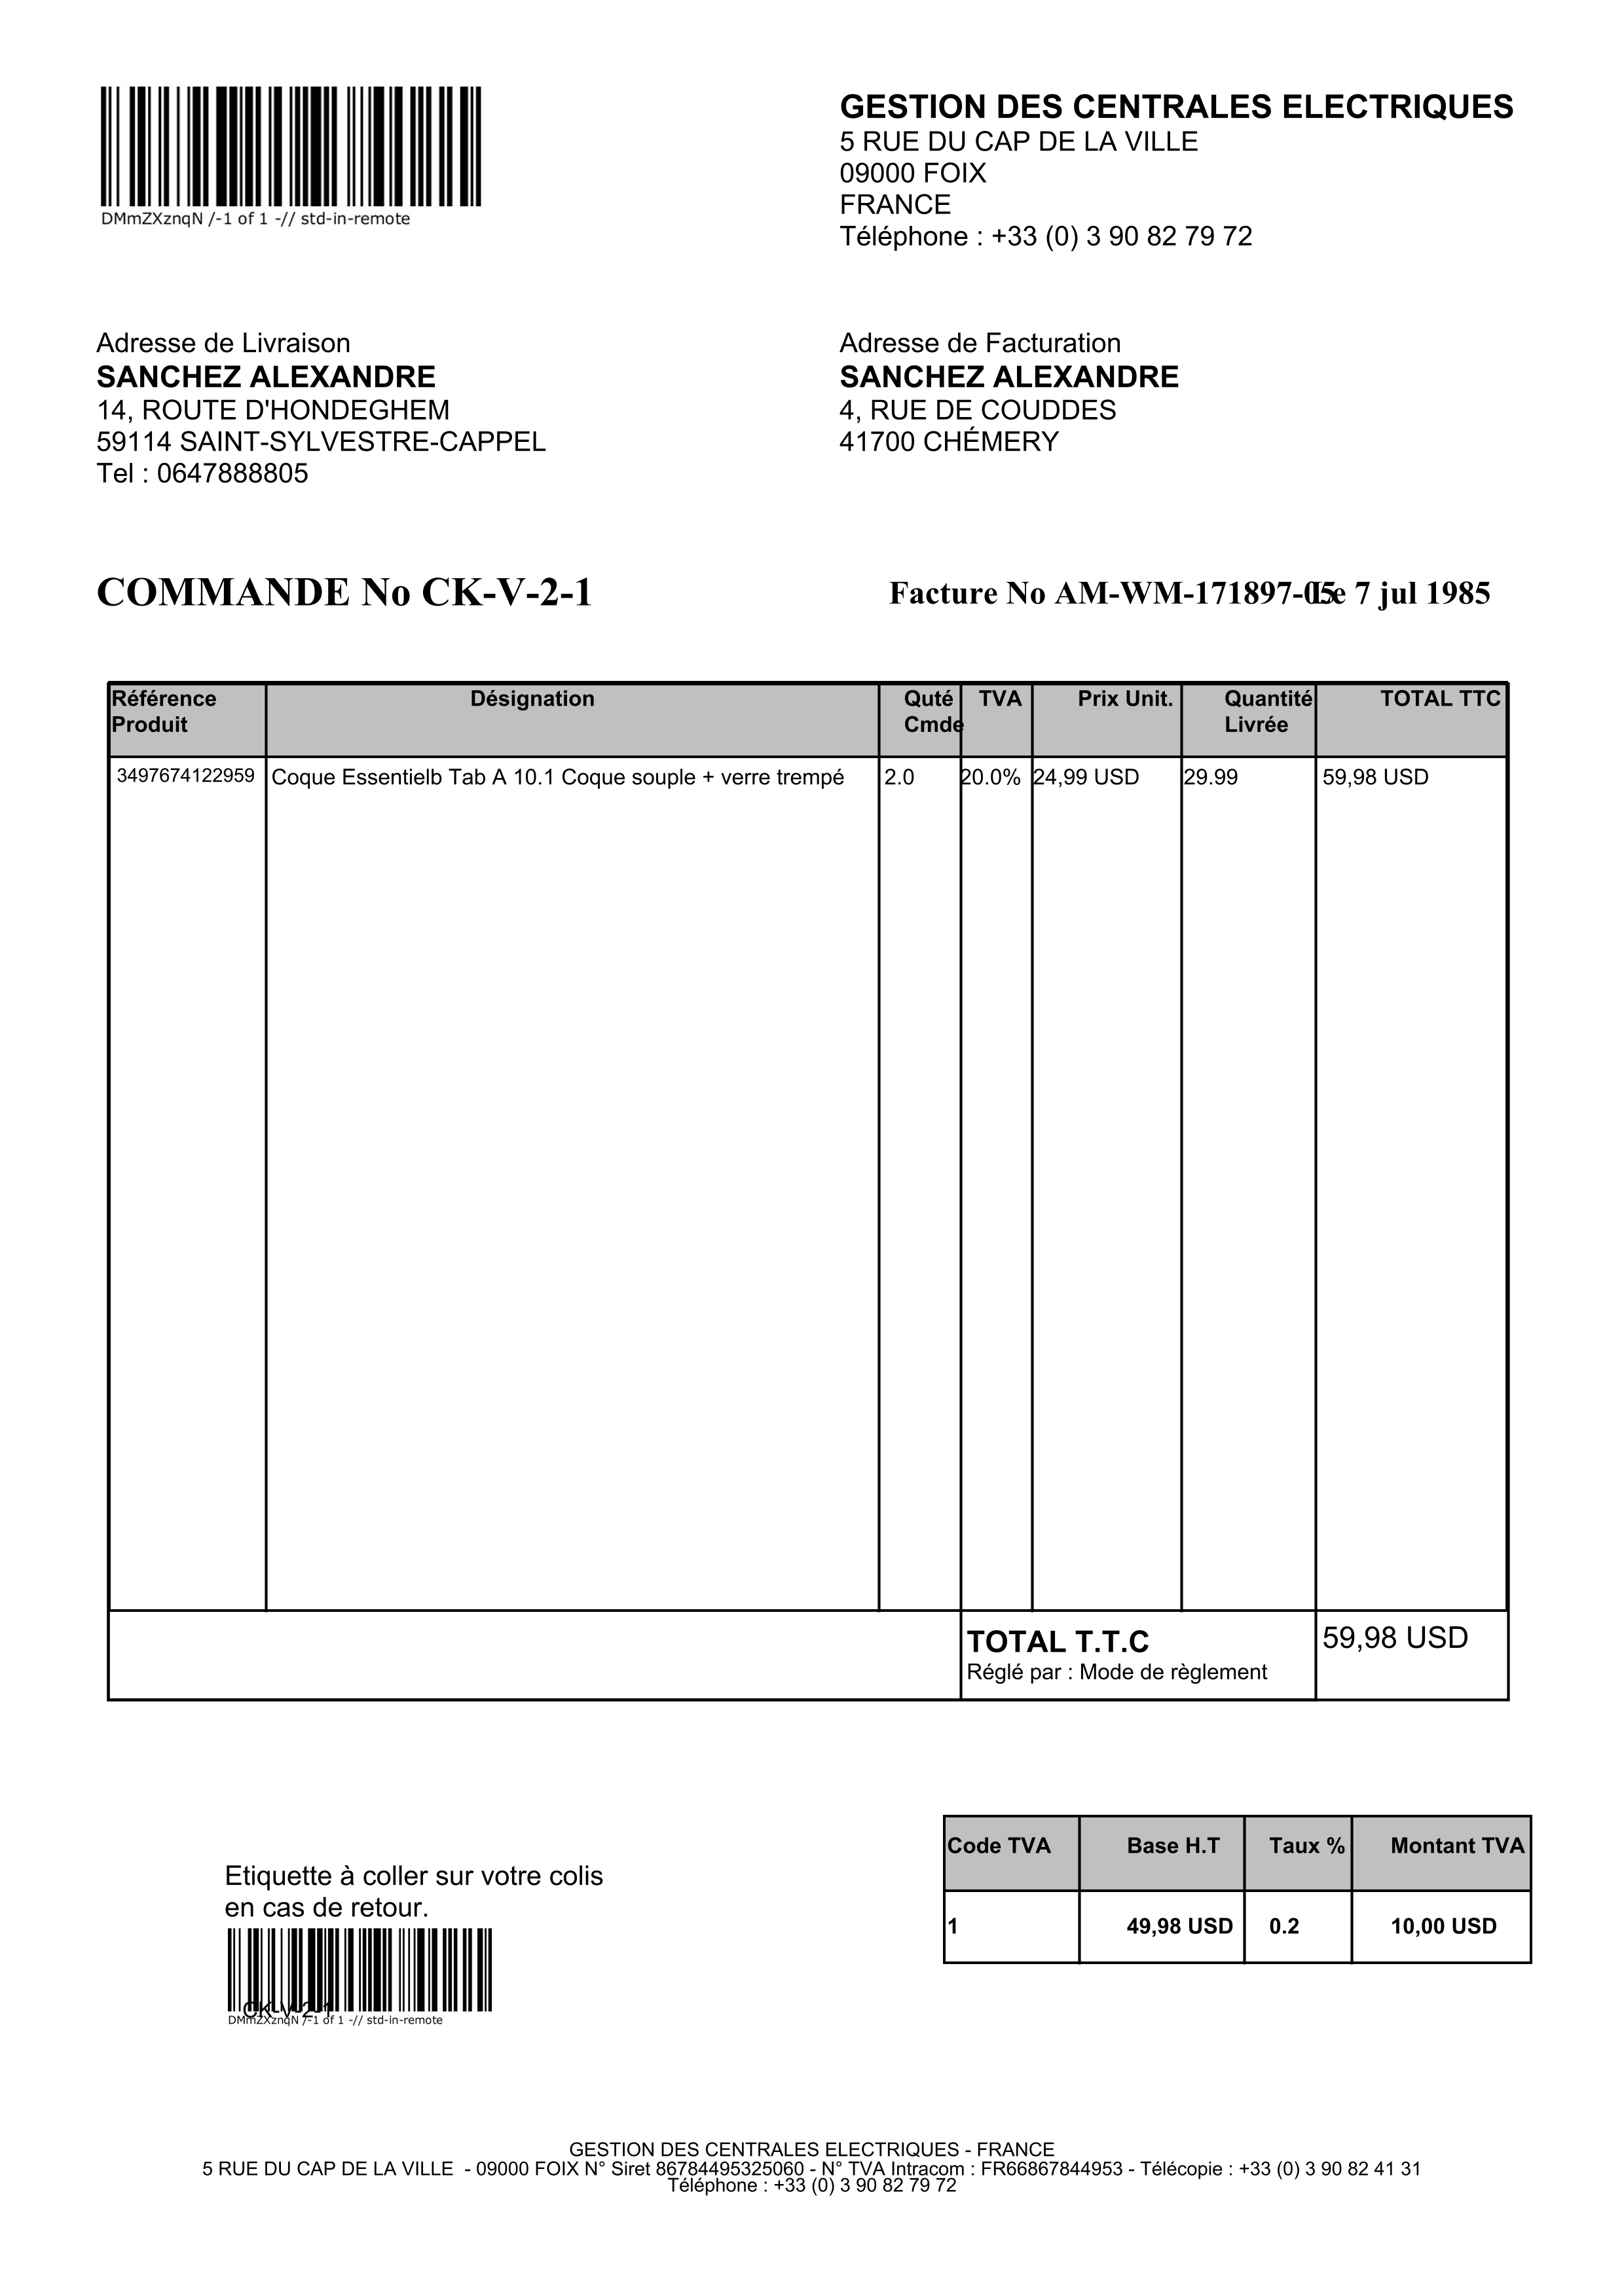 DMmZXznqN /-1 of 1 -// std-in-remote
GESTION DES CENTRALES ELECTRIQUES
5 RUE DU CAP DE LA VILLE
09000 FOIX
FRANCE
Téléphone : +33 (0) 3 90 82 79 72
Adresse de Livraison
SANCHEZ ALEXANDRE
14, ROUTE D'HONDEGHEM
59114 SAINT-SYLVESTRE-CAPPEL
Tel : 0647888805
Adresse de Facturation
SANCHEZ ALEXANDRE
4, RUE DE COUDDES
41700 CHÉMERY
COMMANDE No CK-V-2-1
Facture No AM-WM-171897-05 Le 7 jul 1985
Référence Produit Désignation Quté Cmde TVA Prix Unit. Quantité Livrée TOTAL TTC
3497674122959 Coque Essentielb Tab A 10.1 Coque souple + verre trempé 2.0 20.0% 24,99 USD 29.99 59,98 USD
TOTAL T.T.C 59,98 USD
Réglé par : Mode de règlement
Code TVA Base H.T Taux % Montant TVA
1 49,98 USD 0.2 10,00 USD
Etiquette à coller sur votre colis
en cas de retour.
CK-V-2-1
DMmZXznqN /-1 of 1 -// std-in-remote
GESTION DES CENTRALES ELECTRIQUES - FRANCE
5 RUE DU CAP DE LA VILLE - 09000 FOIX N° Siret 86784495325060 - N° TVA Intracom : FR66867844953 - Télécopie : +33 (0) 3 90 82 41 31
Téléphone : +33 (0) 3 90 82 79 72